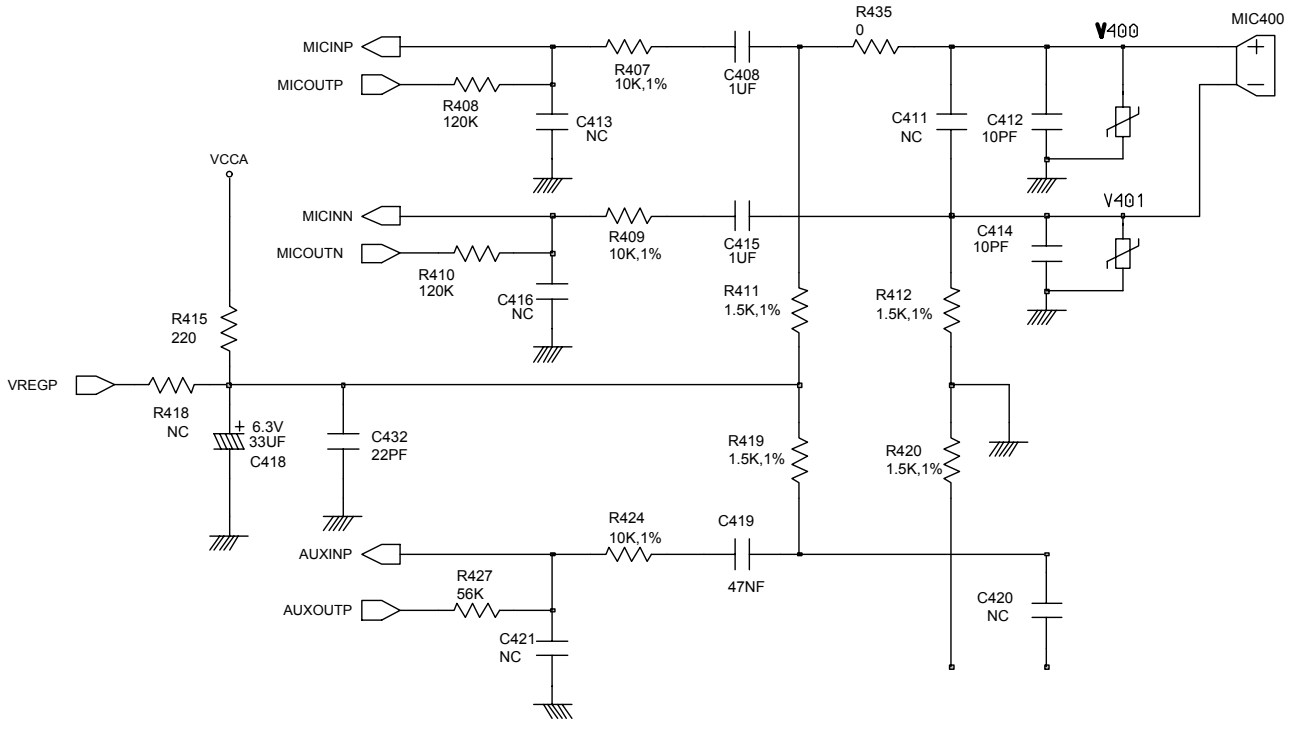 R435
0
V400
MIC400
MICINP
R407
10K,1%
C408
1UF
+
−
MICOUTP
R408
120K
C413
NC
C411
NC
C412
10PF
VCCA
V401
MICINN
R409
10K,1%
C415
1UF
C414
10PF
MICOUTN
R410
120K
C416
NC
R411
1.5K,1%
R412
1.5K,1%
R415
220
VREGP
R418
NC
+ 6.3V
33UF
C418
C432
22PF
R419
1.5K,1%
R420
1.5K,1%
R424
10K,1%
C419
47NF
AUXINP
R427
56K
AUXOUTP
C421
NC
C420
NC